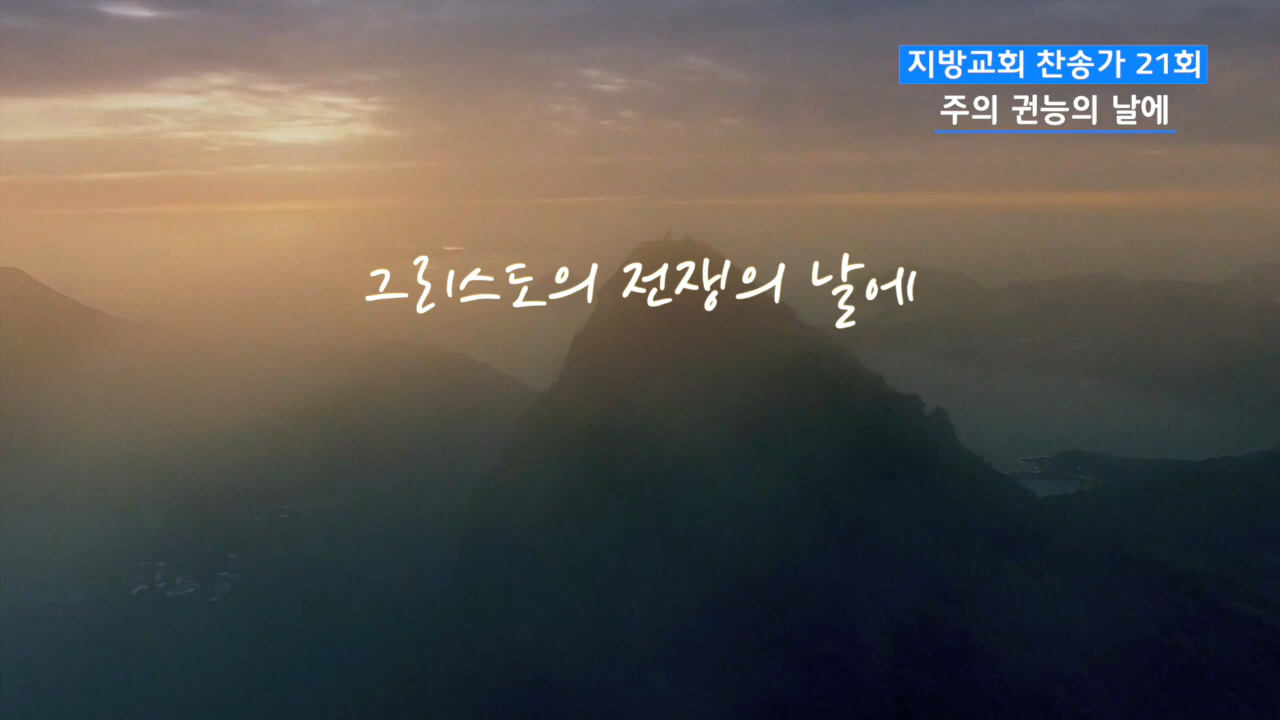 지방교회 찬송가 21회
주의 권능의 날에
그리스도의 전쟁의 날에